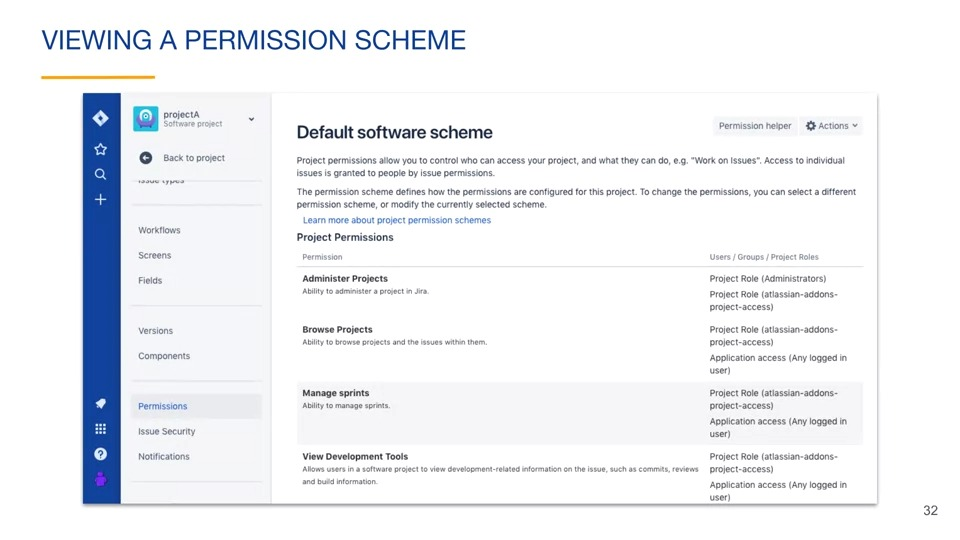 VIEWING A PERMISSION SCHEME
projectA
Software project
Back to project
Issue types
Workflows
Screens
Fields
Versions
Components
Permissions
Issue Security
Notifications
Default software scheme
Permission helper
Actions
Project permissions allow you to control who can access your project, and what they can do, e.g. "Work on Issues". Access to individual
issues is granted to people by issue permissions.
The permission scheme defines how the permissions are configured for this project. To change the permissions, you can select a different
permission scheme, or modify the currently selected scheme.
Learn more about project permission schemes
Project Permissions
Permission
Users / Groups / Project Roles
Administer Projects
Ability to administer a project in Jira.
Project Role (Administrators)
Project Role (atlassian-addons-
project-access)
Browse Projects
Ability to browse projects and the issues within them.
Project Role (atlassian-addons-
project-access)
Application access (Any logged in
user)
Manage sprints
Ability to manage sprints.
Project Role (atlassian-addons-
project-access)
Application access (Any logged in
user)
View Development Tools
Allows users in a software project to view development-related information on the issue, such as commits, reviews
and build information.
Project Role (atlassian-addons-
project-access)
Application access (Any logged in
user)
32